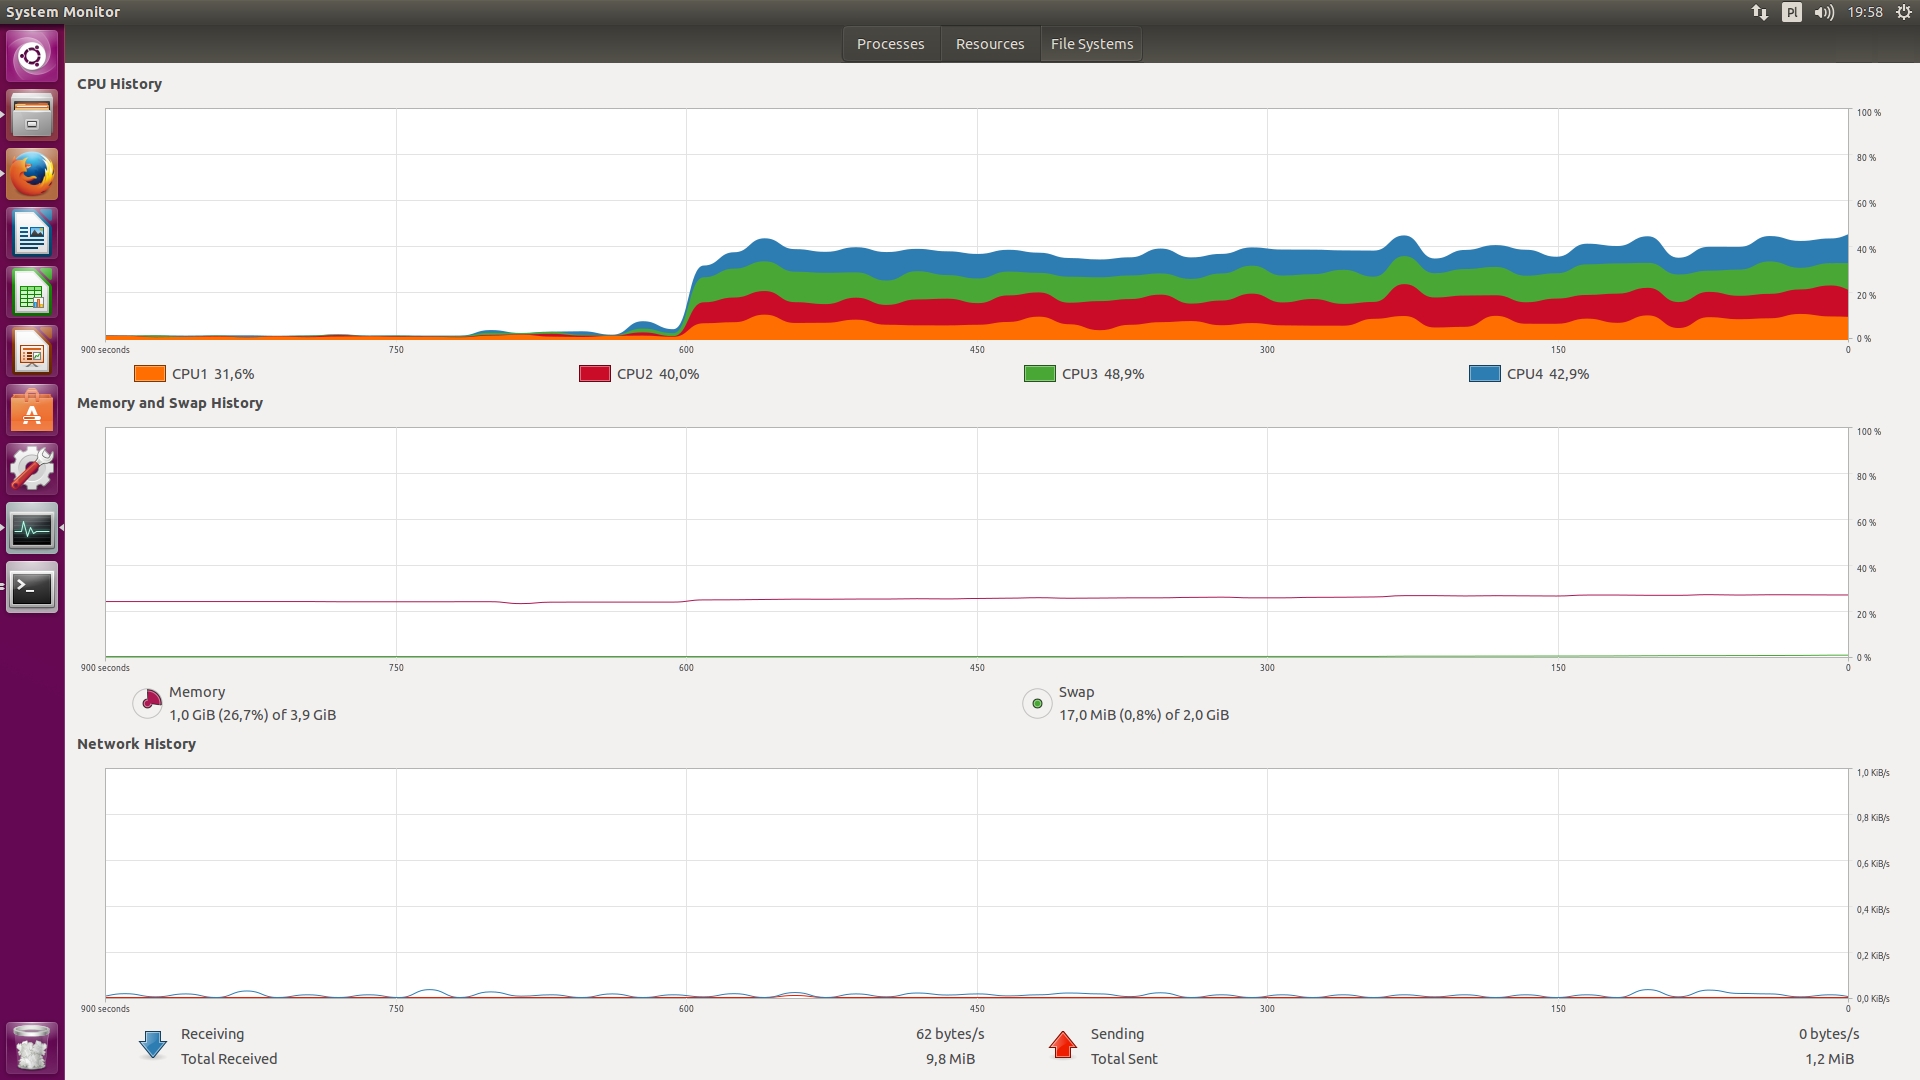 System Monitor
Pl
19:58
Processes
Resources
File Systems
CPU History
100 %
80 %
60 %
40 %
20 %
0 %
900 seconds 750 600 450 300 150 0
CPU1 31,6% CPU2 40,0% CPU3 48,9% CPU4 42,9%
Memory and Swap History
100 %
80 %
60 %
40 %
20 %
0 %
900 seconds 750 600 450 300 150 0
Memory
1,0 GiB (26,7%) of 3,9 GiB
Swap
17,0 MiB (0,8%) of 2,0 GiB
Network History
1,0 KiB/s
0,8 KiB/s
0,6 KiB/s
0,4 KiB/s
0,2 KiB/s
0,0 KiB/s
900 seconds 750 600 450 300 150 0
Receiving 62 bytes/s
Total Received 9,8 MiB
Sending 0 bytes/s
Total Sent 1,2 MiB